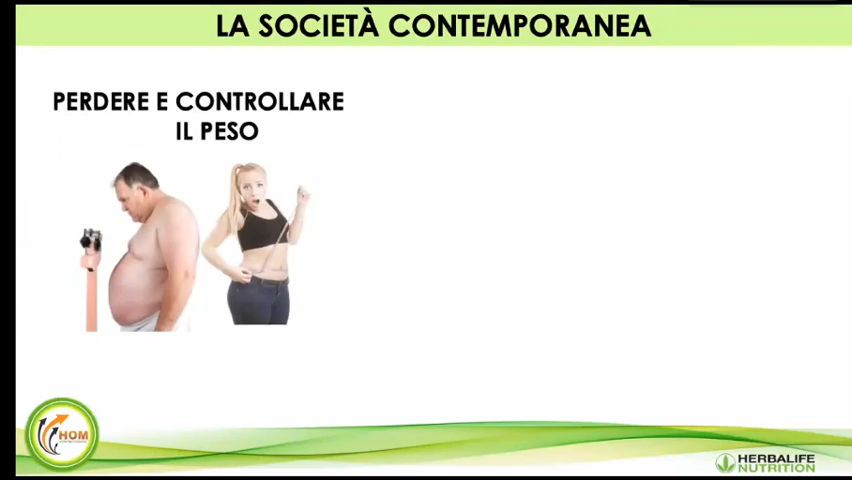 LA SOCIETÀ CONTEMPORANEA
PERDERE E CONTROLLARE
IL PESO
HOM
HERBALIFE
NUTRITION